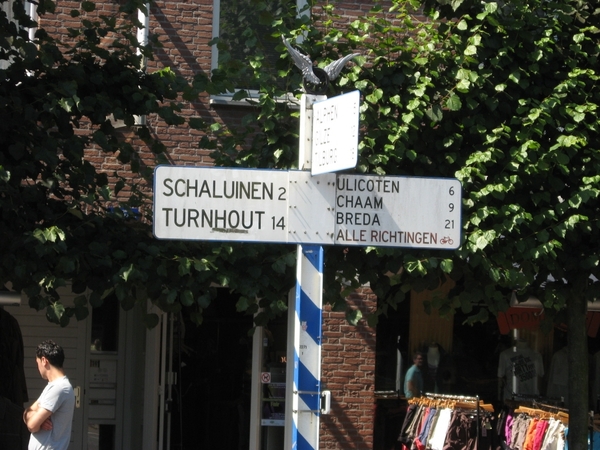 SCHALUINEN 2
TURNHOUT 14
ULICOTEN 6
CHAAM 9
BREDA 21
ALLE RICHTINGEN